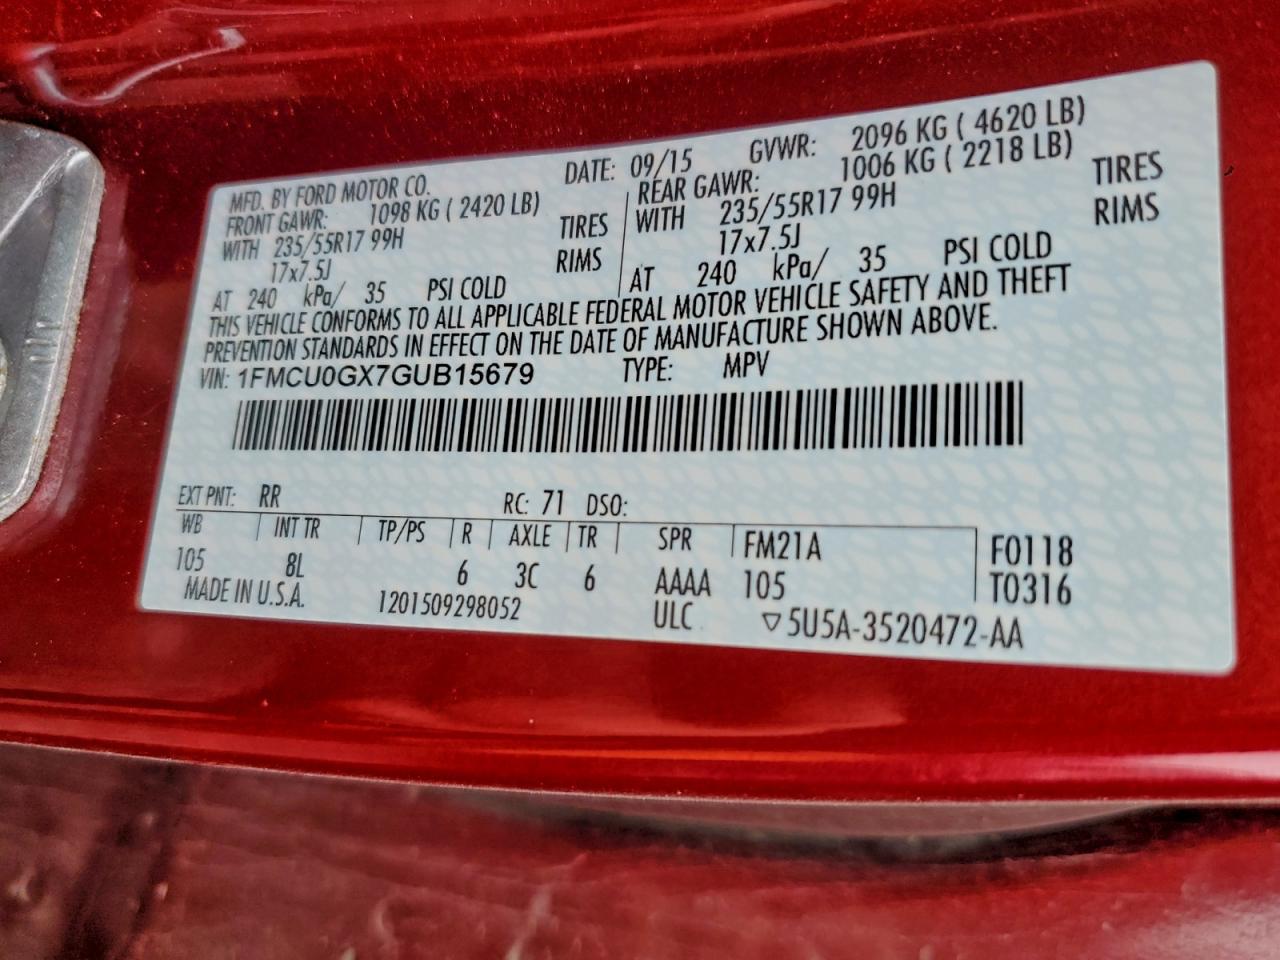 MFD. BY FORD MOTOR CO. DATE: 09/15 GVWR: 2096 KG ( 4620 LB)
FRONT GAWR: 1098 KG ( 2420 LB) REAR GAWR: 1006 KG ( 2218 LB)
WITH 235/55R17 99H TIRES WITH 235/55R17 99H TIRES
17x7.5J RIMS 17x7.5J RIMS
AT 240 kPa/ 35 PSI COLD AT 240 kPa/ 35 PSI COLD
THIS VEHICLE CONFORMS TO ALL APPLICABLE FEDERAL MOTOR VEHICLE SAFETY AND THEFT
PREVENTION STANDARDS IN EFFECT ON THE DATE OF MANUFACTURE SHOWN ABOVE.
VIN: 1FMCU0GX7GUB15679 TYPE: MPV
EXT PNT: RR RC: 71 DSO:
WB INT TR TP/PS R AXLE TR SPR FM21A F0118
105 8L 6 3C 6 AAAA 105 T0316
MADE IN U.S.A. 1201509298052 ULC ▽5U5A-3520472-AA